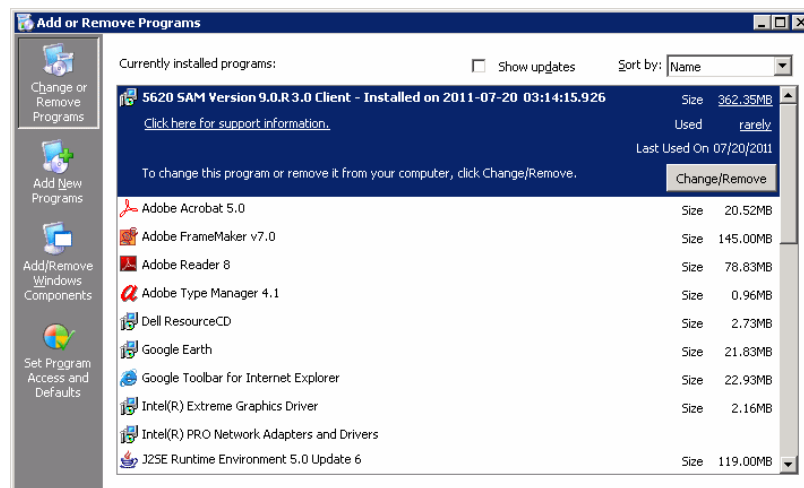 Add or Remove Programs
Change or
Remove
Programs
Add New
Programs
Add/Remove
Windows
Components
Set Program
Access and
Defaults
Currently installed programs:
Show updates
Sort by: Name
5620 SAM Version 9.0.R3.0 Client - Installed on 2011-07-20 03:14:15.926 Size 362.35MB
Click here for support information. Used rarely
Last Used On 07/20/2011
To change this program or remove it from your computer, click Change/Remove. Change/Remove
Adobe Acrobat 5.0 Size 20.52MB
Adobe FrameMaker v7.0 Size 145.00MB
Adobe Reader 8 Size 78.83MB
Adobe Type Manager 4.1 Size 0.96MB
Dell ResourceCD Size 2.73MB
Google Earth Size 21.83MB
Google Toolbar for Internet Explorer Size 22.93MB
Intel(R) Extreme Graphics Driver Size 2.16MB
Intel(R) PRO Network Adapters and Drivers
J2SE Runtime Environment 5.0 Update 6 Size 119.00MB